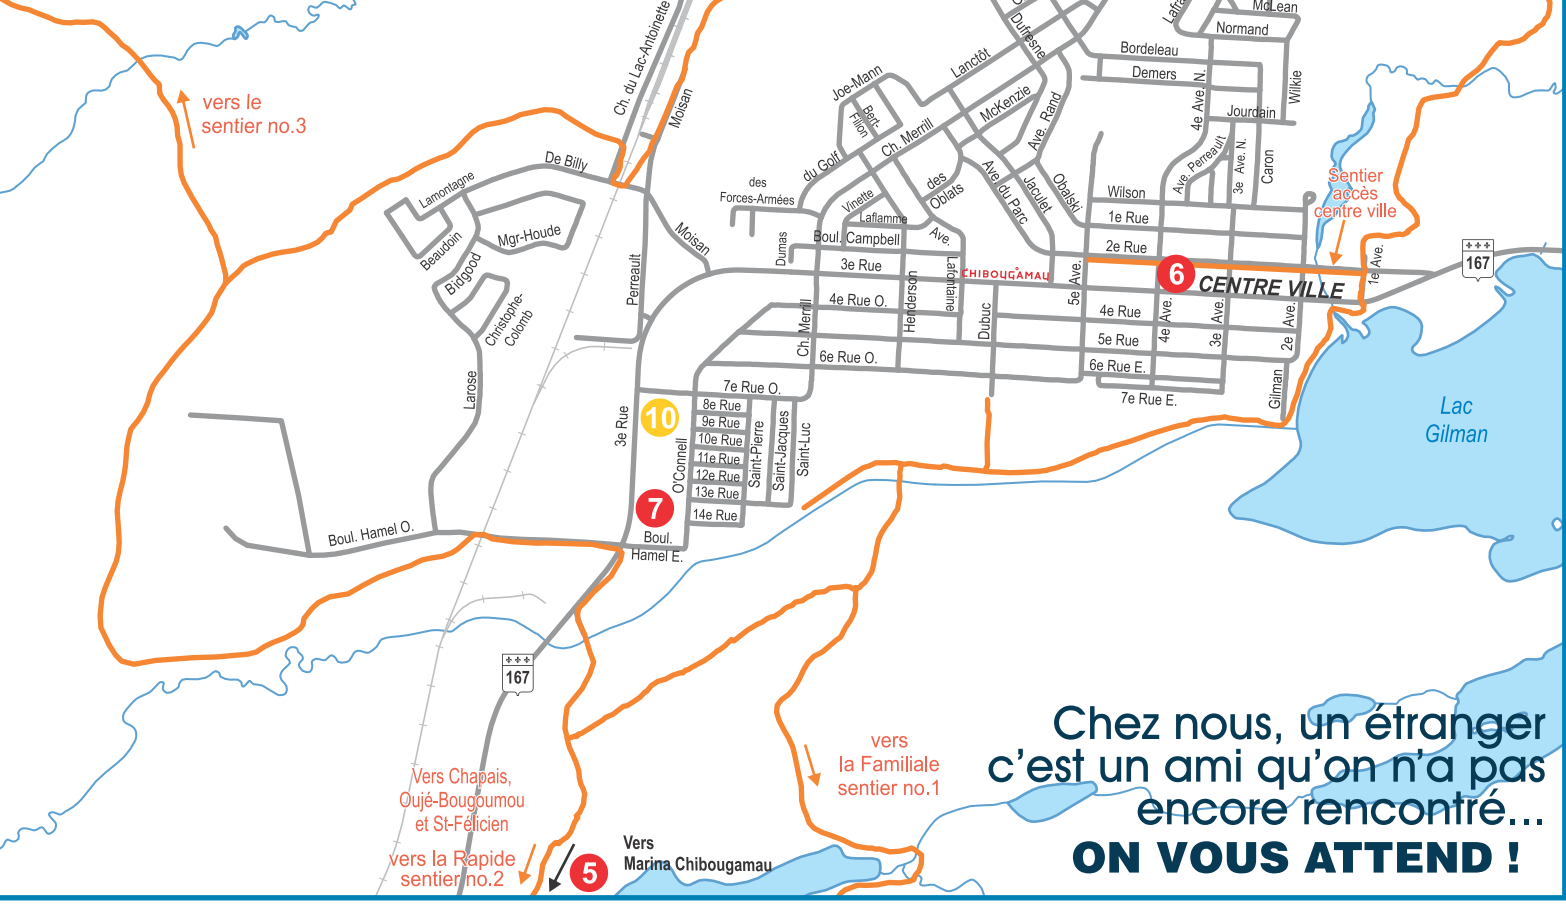 McLean
Normand
Bordeleau
Demers
Wilkie
4e Ave. N.
Jourdain
Ave. Perreault
3e Ave. N.
Caron
Dufresne
Lanctôt
McKenzie
Ave. Rand
Joe-Mann
Bert-
Filion
Ch. Merrill
du Golf
Ch. du Lac-Antoinette
Moisan
vers le
sentier no.3
De Billy
Lamontagne
Beaudoin
Mgr-Houde
Bidgood
Christophe-
Colomb
Larose
des
Forces-Armées
Vinette
Laflamme
des
Oblats
Ave. du Parc
Jaculet
Obalski
Wilson
1e Rue
2e Rue
Sentier
accès
centre ville
Moisan
Perreault
Dumas
Boul. Campbell
Ave.
Lafontaine
3e Rue
CHIBOUGAMAU
5e Ave.
6
CENTRE VILLE
1e Ave.
167
Ch. Merrill
4e Rue O.
Henderson
Dubuc
4e Rue
4e Ave.
3e Ave.
2e Ave.
5e Rue
6e Rue O.
6e Rue E.
7e Rue E.
Gilman
Lac
Gilman
7e Rue O.
3e Rue
10
O'Connell
8e Rue
9e Rue
10e Rue
11e Rue
12e Rue
13e Rue
14e Rue
Saint-Pierre
Saint-Jacques
Saint-Luc
7
Boul.
Hamel E.
Boul. Hamel O.
167
Vers Chapais,
Oujé-Bougoumou
et St-Félicien
vers la Rapide
sentier no.2
5
Vers
Marina Chibougamau
vers
la Familiale
sentier no.1
Chez nous, un étranger
c'est un ami qu'on n'a pas
encore rencontré...
ON VOUS ATTEND !